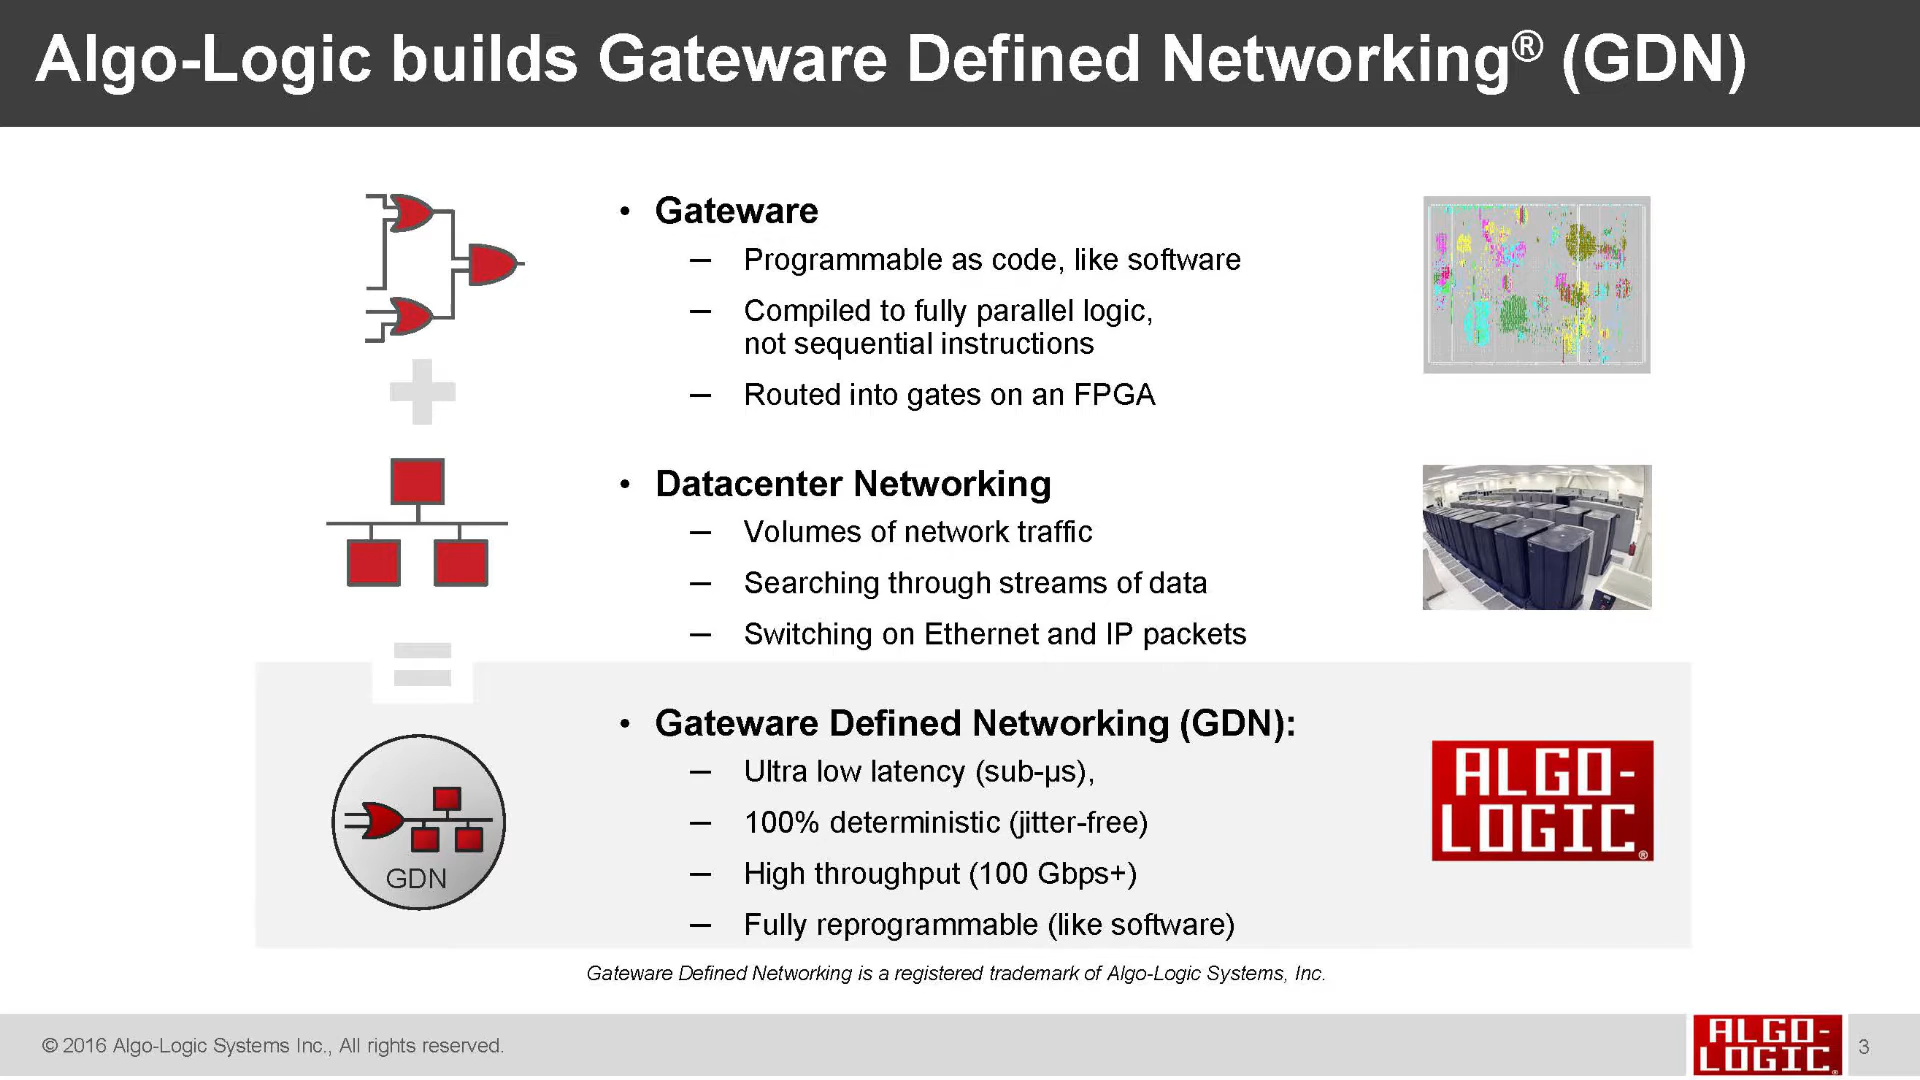 Algo-Logic builds Gateware Defined Networking® (GDN)
• Gateware
– Programmable as code, like software
– Compiled to fully parallel logic,
not sequential instructions
– Routed into gates on an FPGA
• Datacenter Networking
– Volumes of network traffic
– Searching through streams of data
– Switching on Ethernet and IP packets
• Gateware Defined Networking (GDN):
– Ultra low latency (sub-µs),
– 100% deterministic (jitter-free)
– High throughput (100 Gbps+)
– Fully reprogrammable (like software)
GDN
ALGO-
LOGIC®
Gateware Defined Networking is a registered trademark of Algo-Logic Systems, Inc.
© 2016 Algo-Logic Systems Inc., All rights reserved.
ALGO-
LOGIC®
3